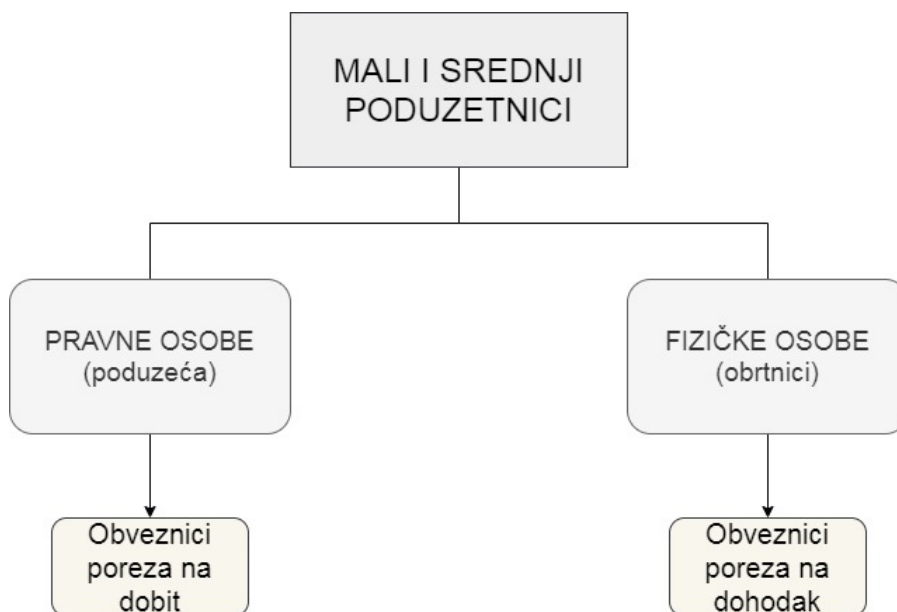 MALI I SREDNJI
PODUZETNICI
PRAVNE OSOBE
(poduzeća)
FIZIČKE OSOBE
(obrtnici)
Obveznici
poreza na
dobit
Obveznici
poreza na
dohodak